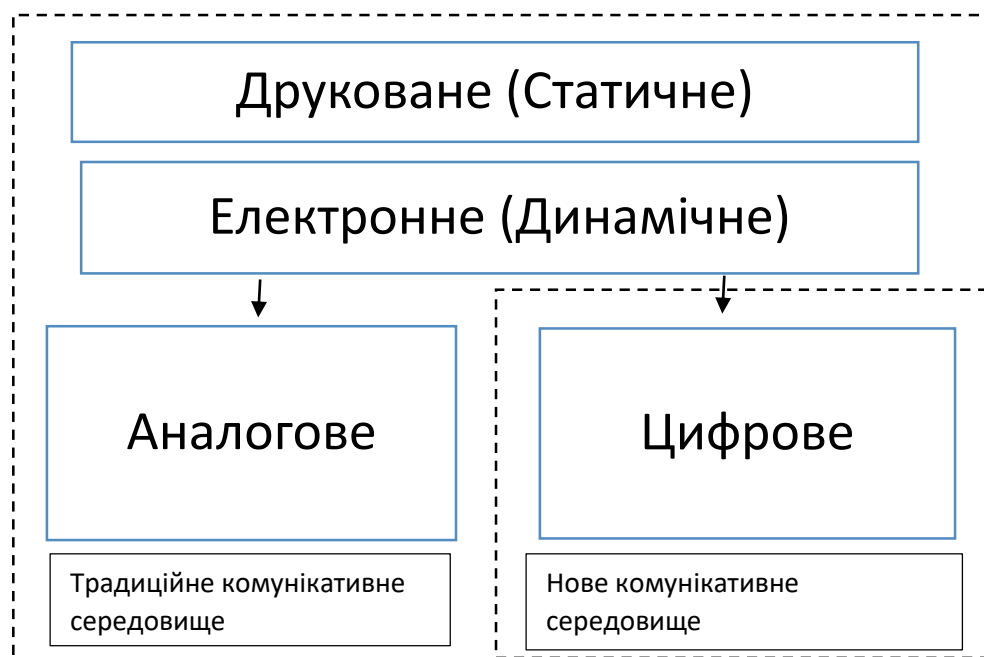 Друковане (Статичне)
Електронне (Динамічне)
Аналогове
Цифрове
Традиційне комунікативне
середовище
Нове комунікативне
середовище